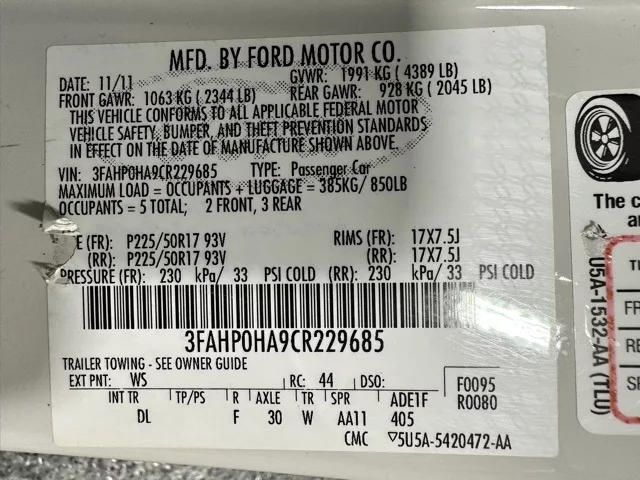 MFD. BY FORD MOTOR CO.
DATE: 11/11 GVWR: 1991 KG ( 4389 LB)
FRONT GAWR: 1063 KG ( 2344 LB) REAR GAWR: 928 KG ( 2045 LB)
THIS VEHICLE CONFORMS TO ALL APPLICABLE FEDERAL MOTOR
VEHICLE SAFETY, BUMPER, AND THEFT PREVENTION STANDARDS
IN EFFECT ON THE DATE OF MANUFACTURE SHOWN ABOVE.
VIN: 3FAHP0HA9CR229685 TYPE: Passenger Car
MAXIMUM LOAD = OCCUPANTS + LUGGAGE = 385KG/ 850LB
OCCUPANTS = 5 TOTAL; 2 FRONT, 3 REAR
E (FR): P225/50R17 93V RIMS (FR): 17X7.5J
(RR): P225/50R17 93V (RR): 17X7.5J
PRESSURE (FR): 230 kPa/ 33 PSI COLD (RR): 230 kPa/ 33 PSI COLD
3FAHP0HA9CR229685
TRAILER TOWING - SEE OWNER GUIDE
EXT PNT: WS RC: 44 DSO: F0095
INT TR TP/PS R AXLE TR SPR ADE1F R0080
DL F 30 W AA11 405
CMC ▽5U5A-5420472-AA
The c
an
U5A-1532-AA (TLU)
TI
FR
RE
SP